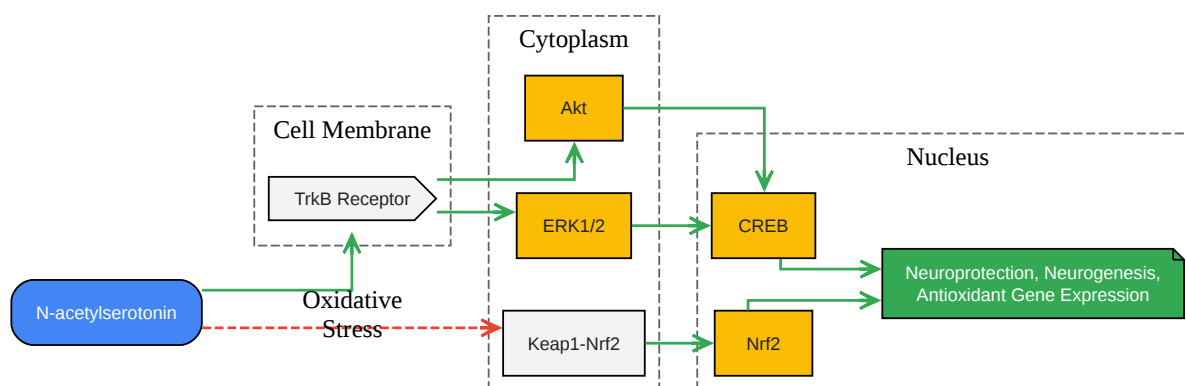 Cytoplasm
Akt
Cell Membrane
Nucleus
TrkB Receptor
ERK1/2
CREB
Neuroprotection, Neurogenesis,
Antioxidant Gene Expression
N-acetylserotonin
Oxidative
Stress
Keap1-Nrf2
Nrf2